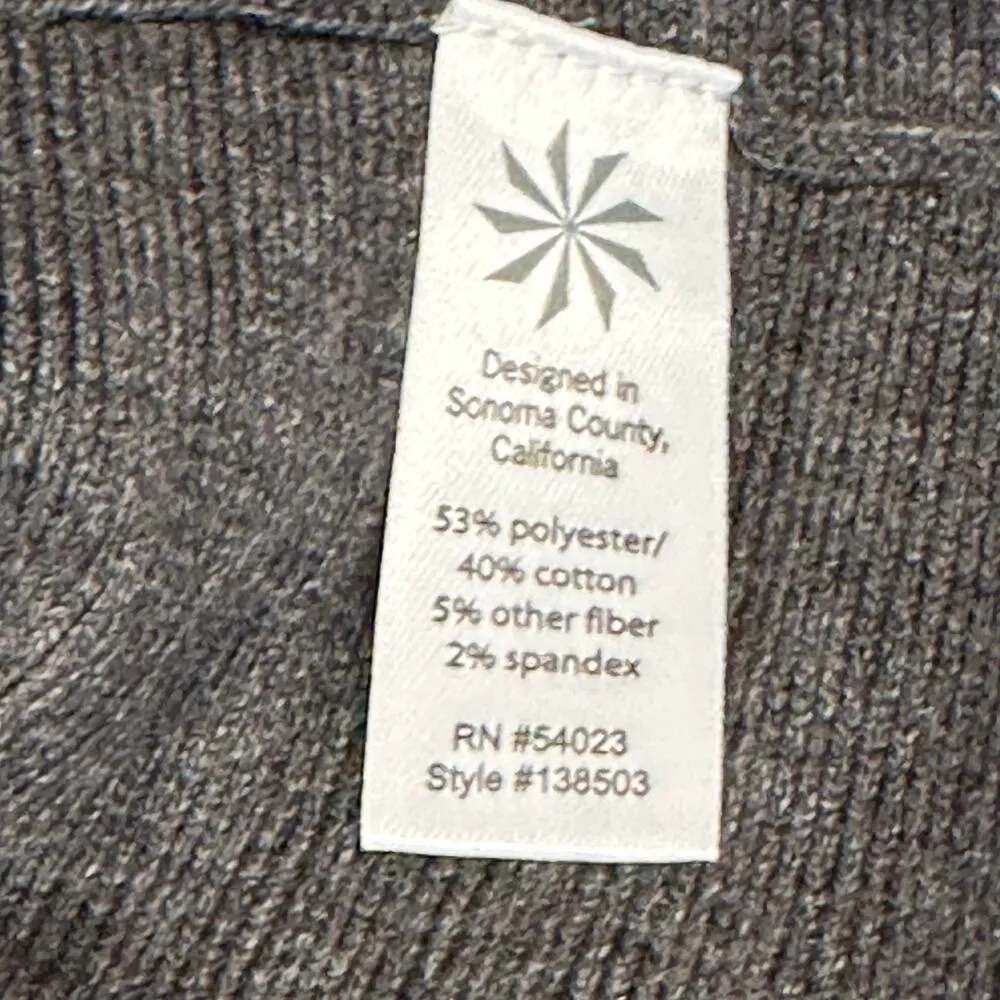 Designed in
Sonoma County,
California
53% polyester/
40% cotton
5% other fiber
2% spandex
RN #54023
Style #138503